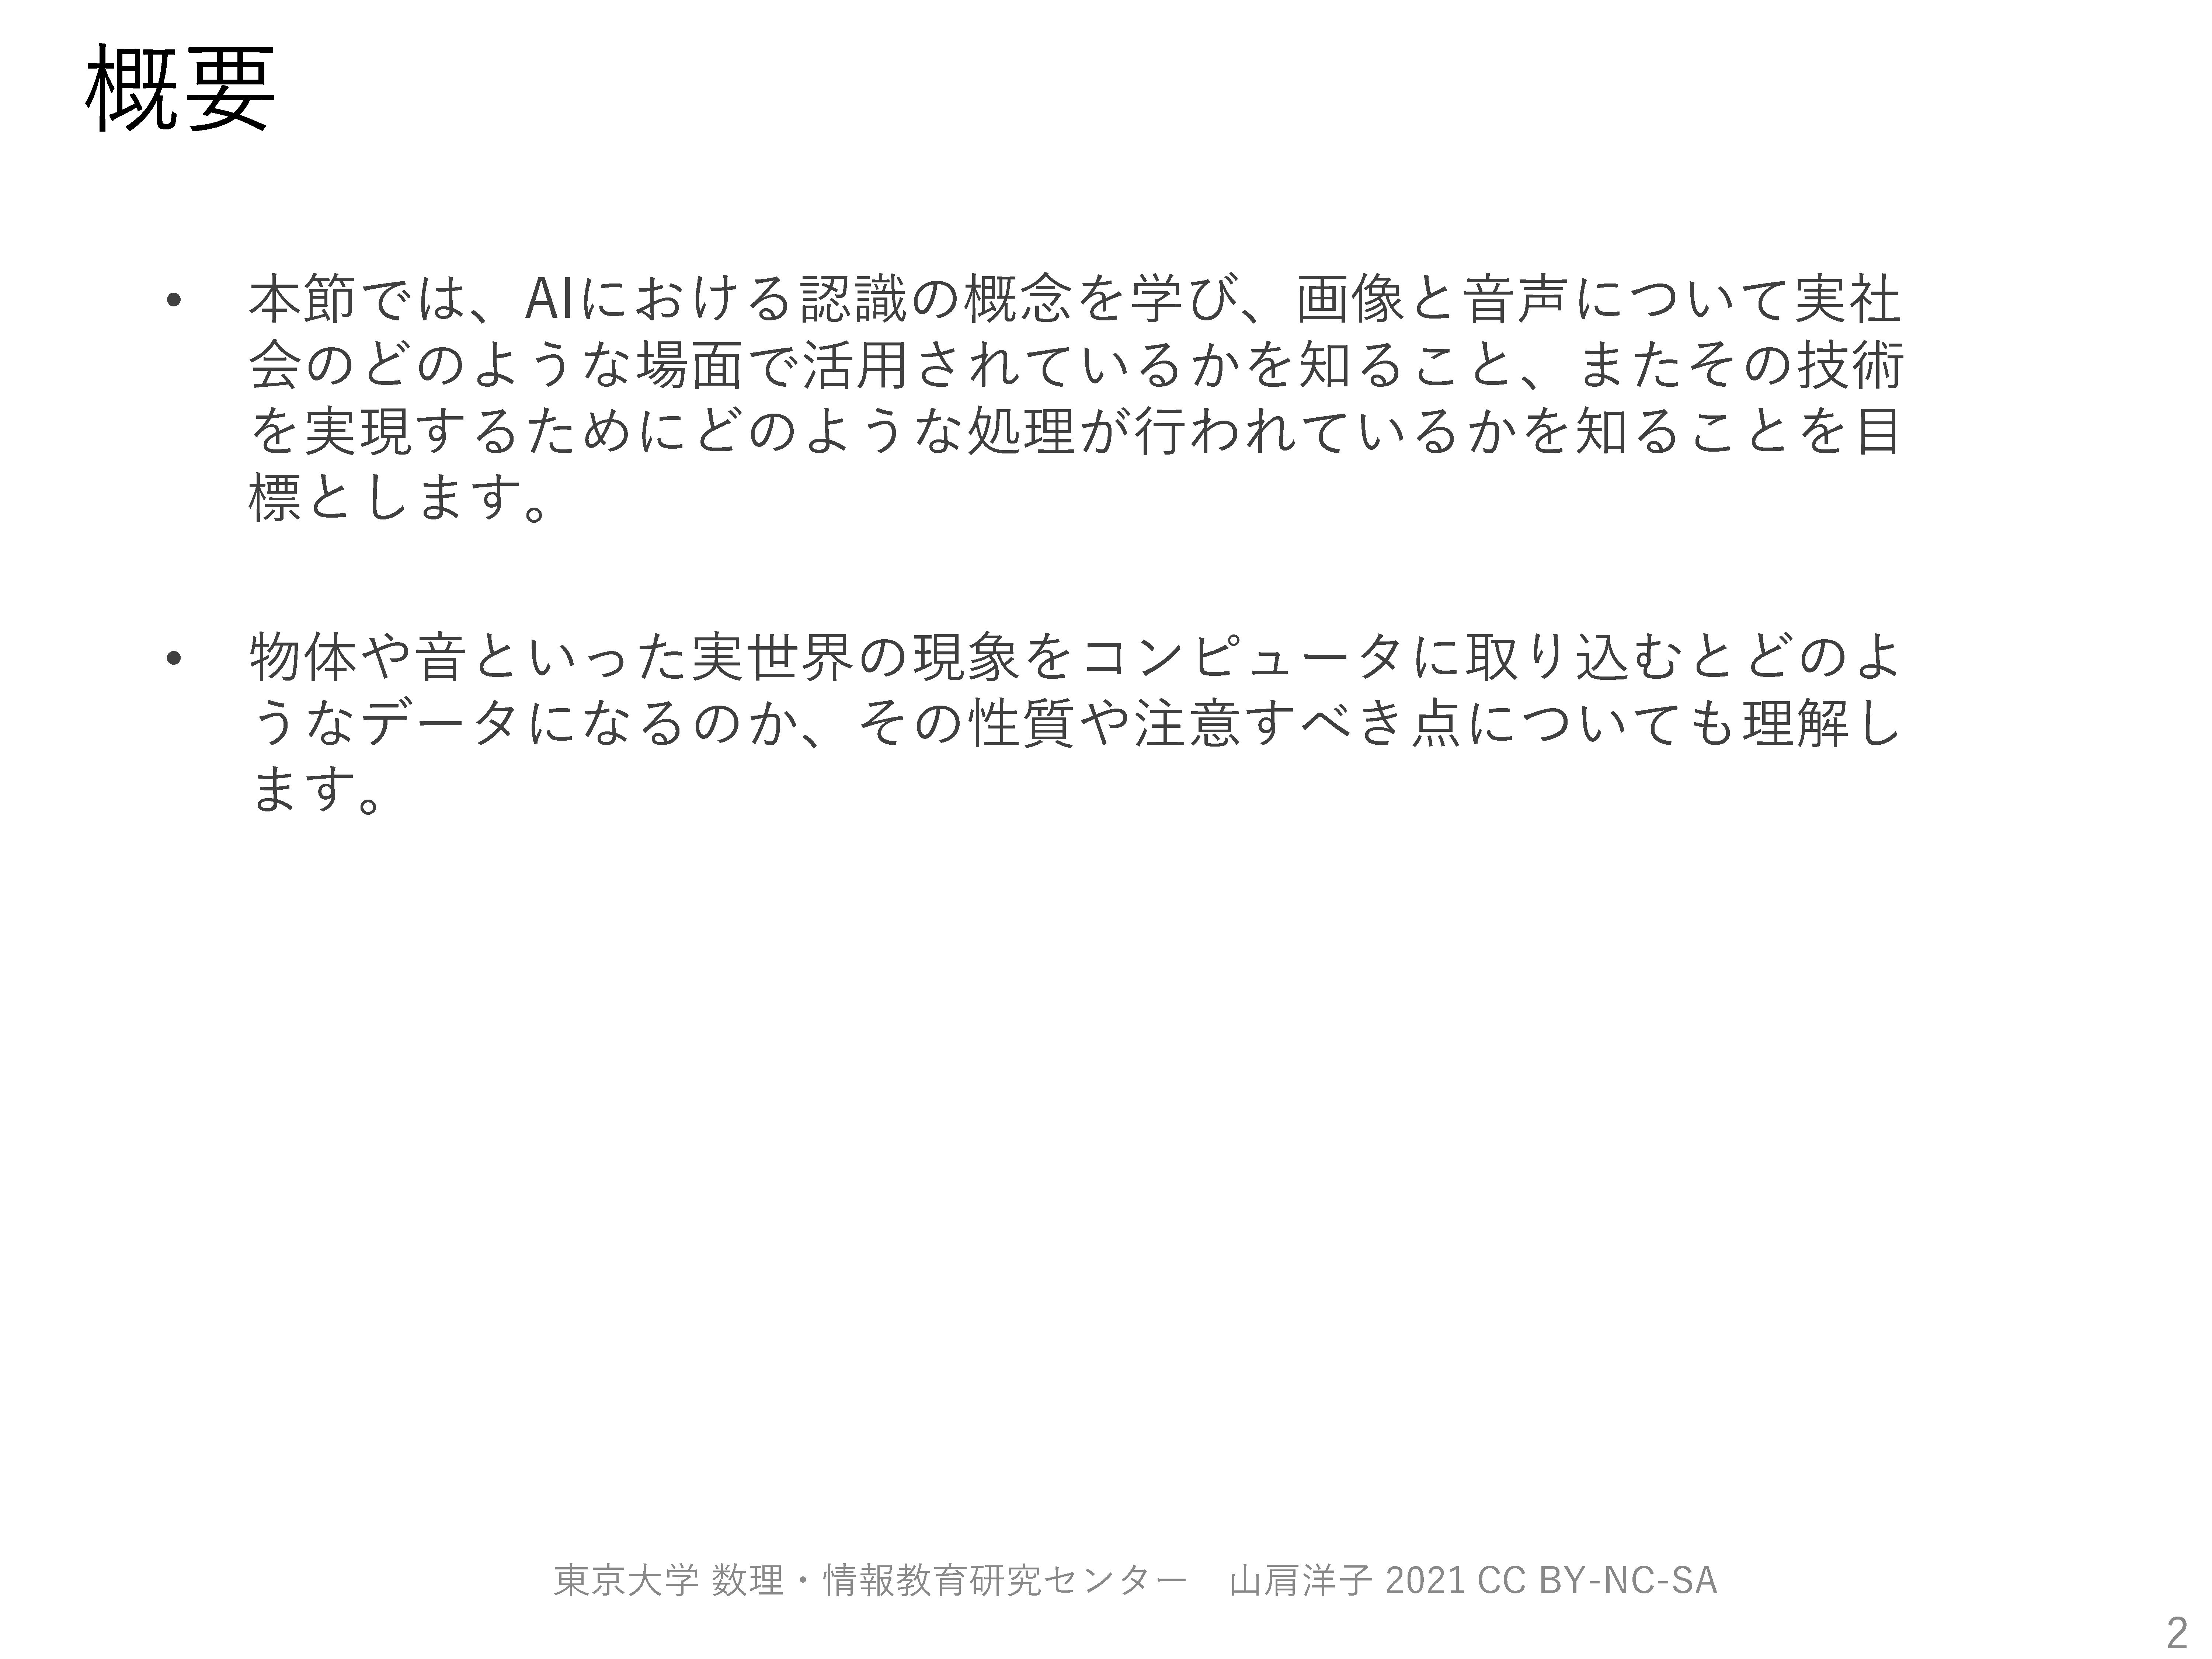 概要
• 本節では、AIにおける認識の概念を学び、画像と音声について実社
会のどのような場面で活用されているかを知ること、またその技術
を実現するためにどのような処理が行われているかを知ることを目
標とします。
• 物体や音といった実世界の現象をコンピュータに取り込むとどのよ
うなデータになるのか、その性質や注意すべき点についても理解し
ます。
東京大学 数理・情報教育研究センター　山肩洋子 2021 CC BY-NC-SA
2